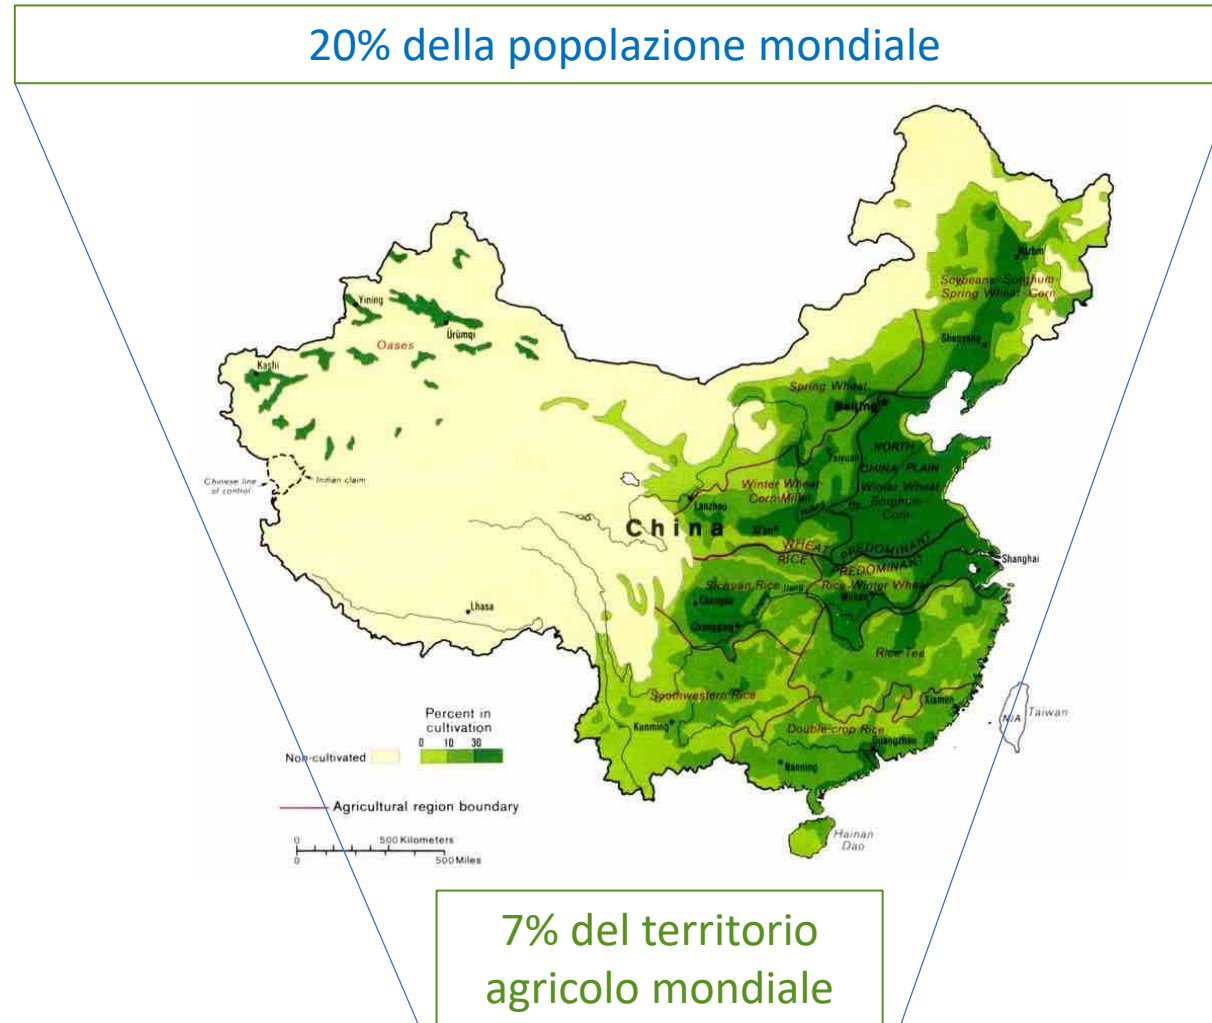 20% della popolazione mondiale
Harbin
Soybeans-Sorghum
Spring Wheat-Corn
Yining
Ürümqi
Oases
Shenyang
Kashi
Spring Wheat
Beijing
NORTH
Taiyuan
CHINA PLAIN
Chinese line
of control
Indian claim
Winter Wheat
Corn-Millet
Winter Wheat
Sorghum-
Corn
Lanzhou
China
Xi'an
WHEAT PREDOMINANT
RICE PREDOMINANT
Shanghai
Sichuan Rice
Rice-Winter Wheat
Wuhan
Chengdu
Lhasa
Chongqing
Rice-Tea
Southwestern Rice
Xiamen
N/A
Taiwan
Percent in
cultivation
Kunming
Double-crop Rice
0 10 30
Guangzhou
Non-cultivated
Nanning
Agricultural region boundary
Hainan
Dao
0 500 Kilometers
0 500 Miles
7% del territorio
agricolo mondiale